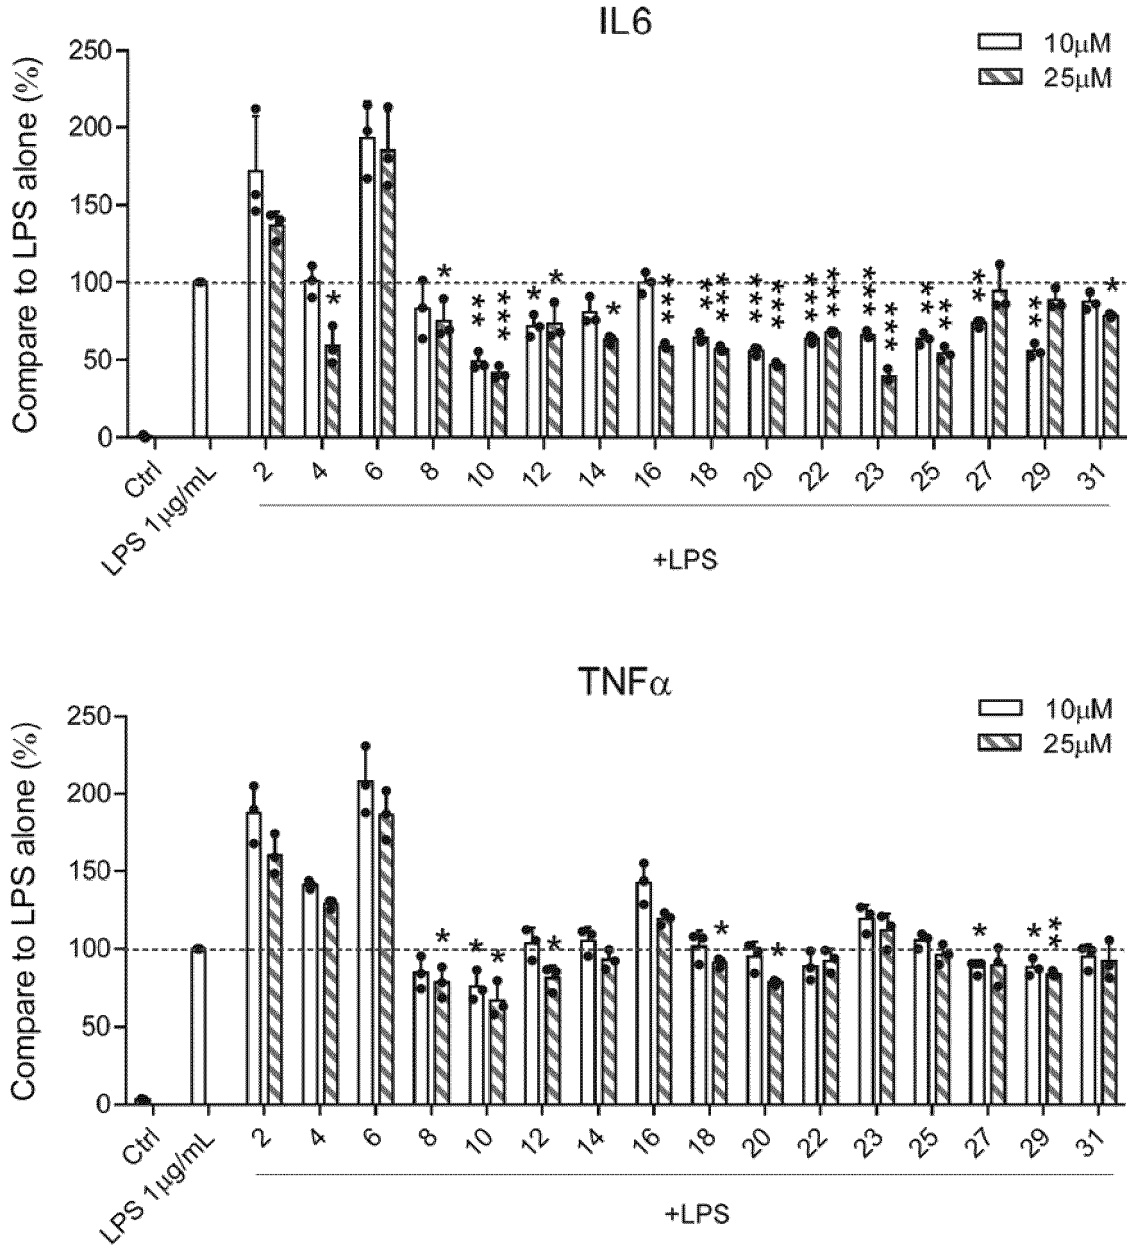 IL6
10μM
25μM
Compare to LPS alone (%)
250
200
150
100
50
0
* * ** *** * * * *** ** *** *** *** *** *** *** *** ** ** ** ** *
Ctrl LPS 1μg/mL 2 4 6 8 10 12 14 16 18 20 22 23 25 27 29 31
+LPS
TNFα
10μM
25μM
Compare to LPS alone (%)
250
200
150
100
50
0
* * * * * * * * **
Ctrl LPS 1μg/mL 2 4 6 8 10 12 14 16 18 20 22 23 25 27 29 31
+LPS